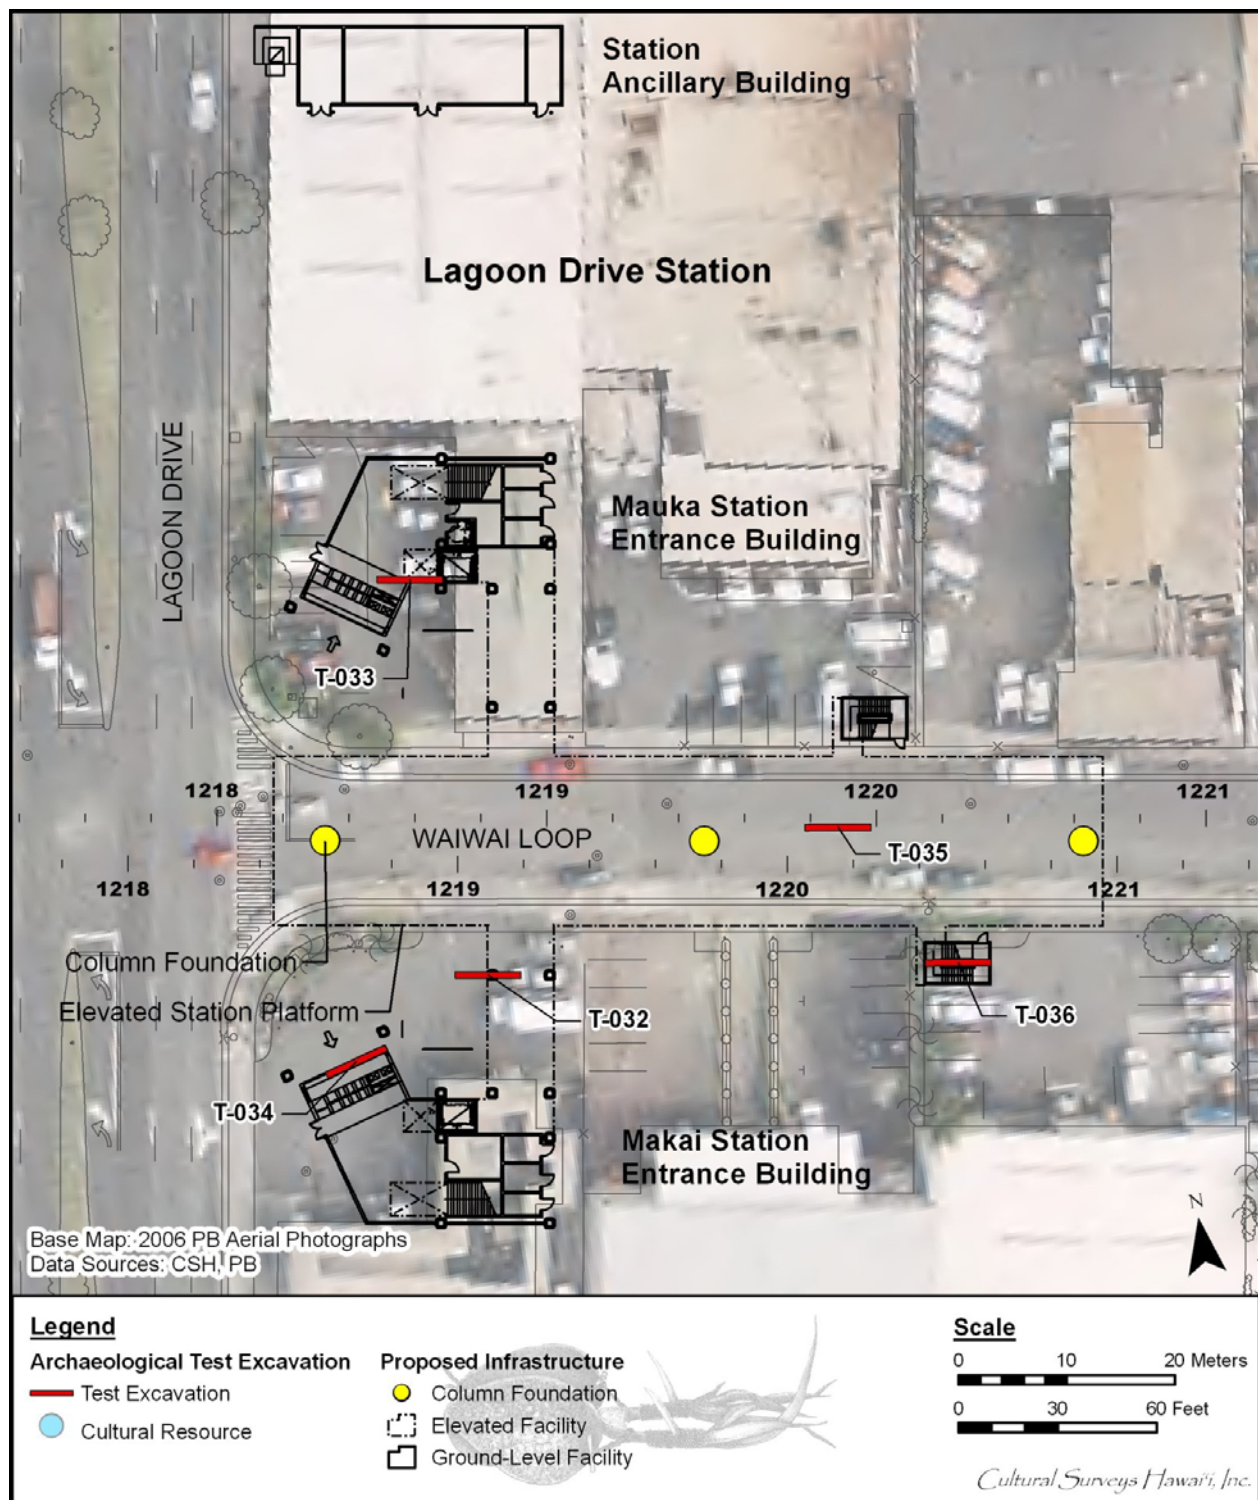 Station
Ancillary Building
Lagoon Drive Station
LAGOON DRIVE
Mauka Station
Entrance Building
T-033
1218
1219
1220
1221
WAIWAI LOOP
T-035
1218
1219
1220
1221
Column Foundation
Elevated Station Platform
T-032
T-036
T-034
Makai Station
Entrance Building
N
Base Map: 2006 PB Aerial Photographs
Data Sources: CSH, PB
Legend
Archaeological Test Excavation
Test Excavation
Cultural Resource
Proposed Infrastructure
Column Foundation
Elevated Facility
Ground-Level Facility
Scale
0 10 20 Meters
0 30 60 Feet
Cultural Surveys Hawai'i, Inc.